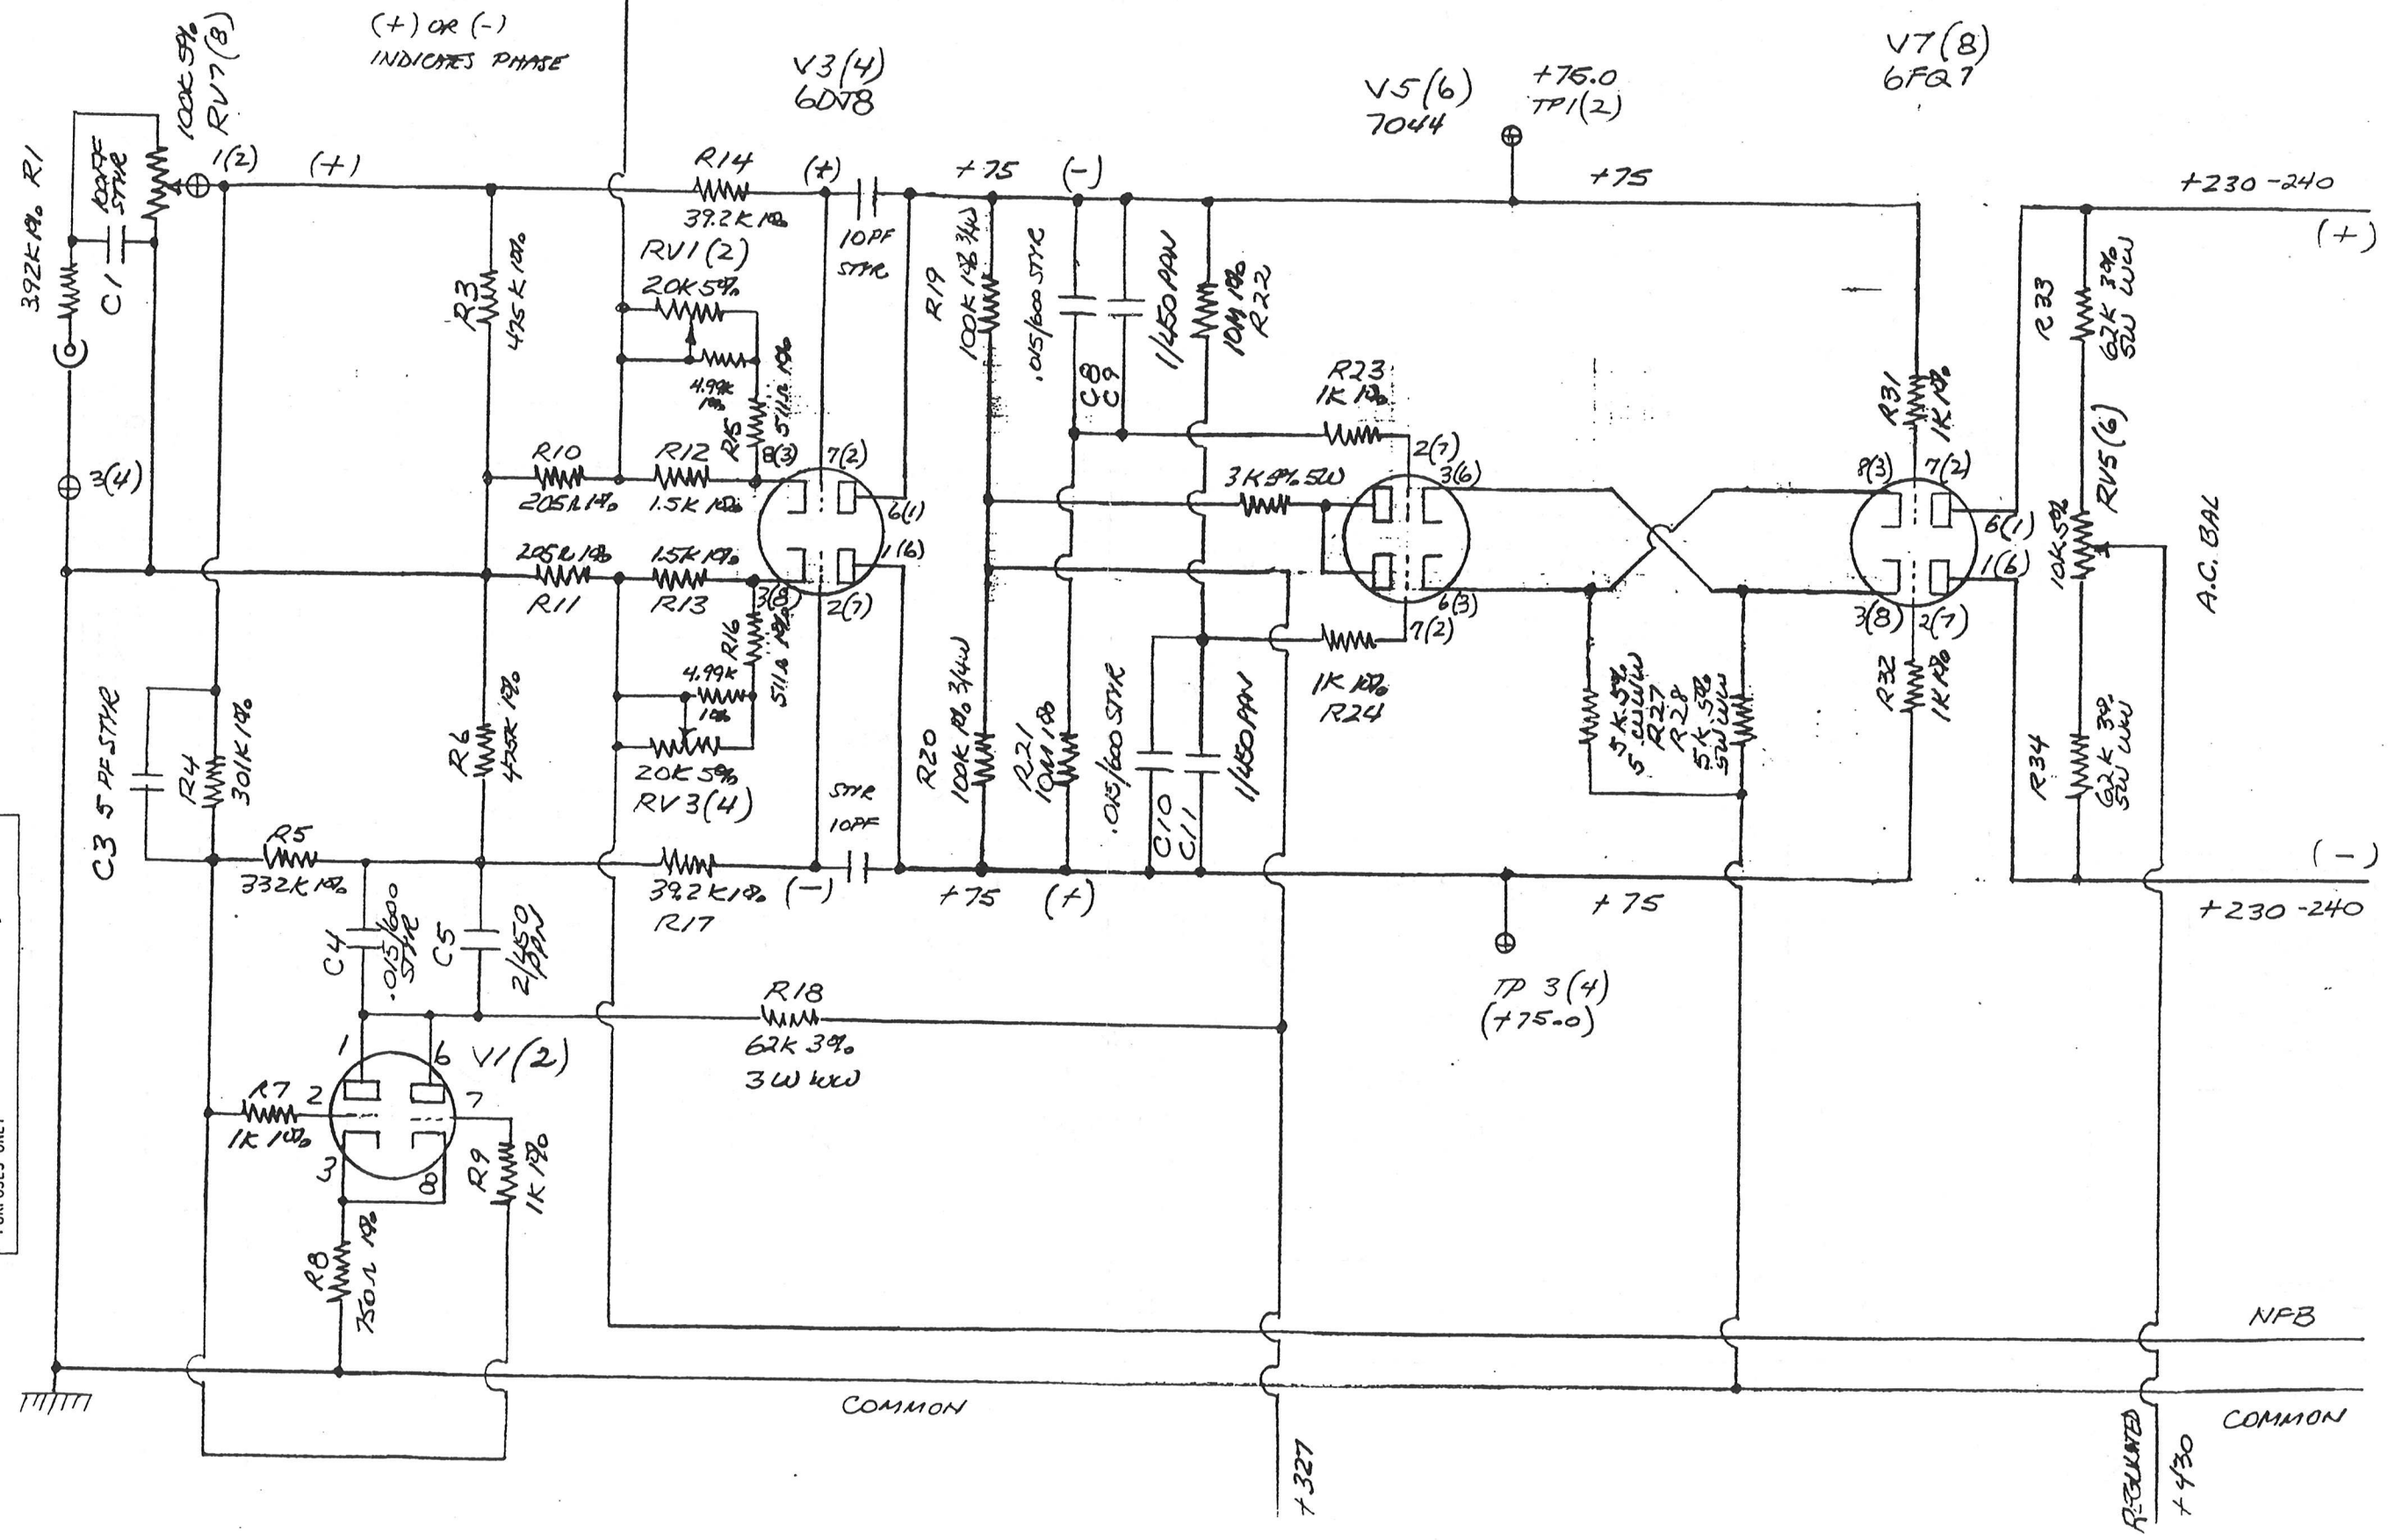 (+) OR (-)
INDICATES PHASE
100K 5%
RV7(8)
392K 1% R1
100PF
STYR
C1
1(2)
(+)
3(4)
V3(4)
6DJ8
R14
39.2K 1%
(+)
10PF
STYR
RV1(2)
20K 5%
4.99K
1%
R15
511Ω 1%
R3
475K 1%
R10
205Ω 1%
R12
1.5K 1%
8(3)
7(2)
6(1)
1(6)
205Ω 1%
R11
1.5K 1%
R13
3(8)
2(7)
R16
511Ω 1%
4.99K
1%
20K 5%
RV3(4)
R6
475K 1%
C3 5PF STYR
R4
301K 1%
R5
332K 1%
39.2K 1%
R17
STYR
10PF
(-)
C4
.015/600
STYR
C5
2/450
PPN
R18
62K 3%
3W WW
V1(2)
1
6
R7
1K 1%
2
7
3
8
R9
1K 1%
R8
750Ω 1%
+75
(-)
R19
100K 1% 3/4W
.015/600 STYR
C8
C9
1/450 PPN
10M 1%
R22
R20
100K 1% 3/4W
R21
10M 1%
.015/600 STYR
C10
C11
1/450 PPN
+75
(+)
V5(6)
7044
R23
1K 1%
2(7)
3(6)
3K 5% 5W
6(3)
7(2)
1K 1%
R24
+75.0
TP1(2)
+75
5K 5%
5W WW
R27
R28
5K 5%
5W WW
+75
TP 3(4)
(+75.0)
V7(8)
6FQ7
R31
1K 1%
8(3)
7(2)
6(1)
1(6)
3(8)
2(7)
R32
1K 1%
+230-240
(+)
R33
62K 3%
5W WW
RV5(6)
10K 5%
A.C. BAL
R34
62K 3%
5W WW
(-)
+230-240
NFB
COMMON
COMMON
+327
REGULATED
+430